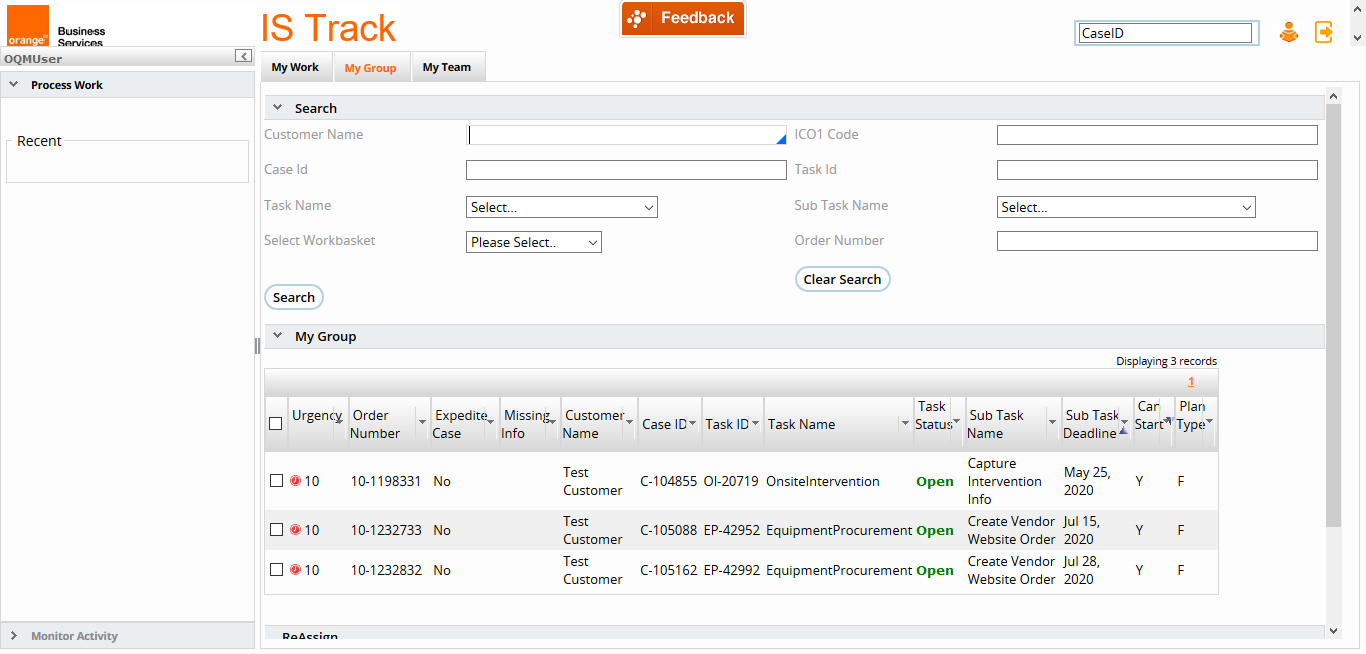 orange™
Business
Services
IS Track
Feedback
CaseID
OQMUser
Process Work
Recent
Monitor Activity
My Work
My Group
My Team
Search
Customer Name
ICO1 Code
Case Id
Task Id
Task Name
Select...
Sub Task Name
Select...
Select Workbasket
Please Select..
Order Number
Clear Search
Search
My Group
Displaying 3 records
1
Urgency Order Number Expedite Case Missing Info Customer Name Case ID Task ID Task Name Task Status Sub Task Name Sub Task Deadline Can Start Plan Type
10 10-1198331 No Test Customer C-104855 OI-20719 OnsiteIntervention Open Capture Intervention Info May 25, 2020 Y F
10 10-1232733 No Test Customer C-105088 EP-42952 EquipmentProcurement Open Create Vendor Website Order Jul 15, 2020 Y F
10 10-1232832 No Test Customer C-105162 EP-42992 EquipmentProcurement Open Create Vendor Website Order Jul 28, 2020 Y F
ReAssign